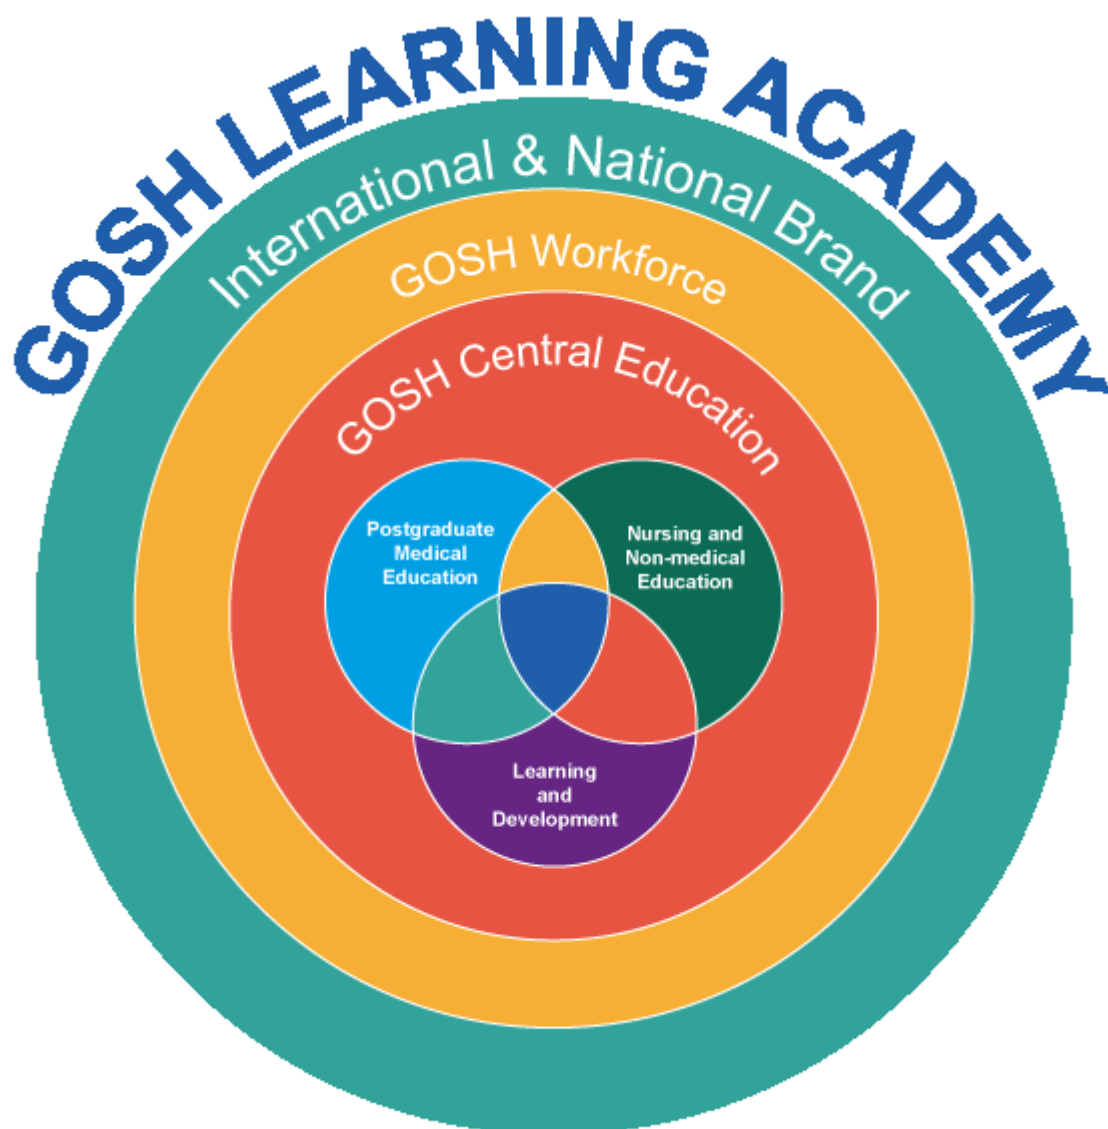 GOSH LEARNING ACADEMY
International & National Brand
GOSH Workforce
GOSH Central Education
Postgraduate
Medical
Education
Nursing and
Non-medical
Education
Learning
and
Development